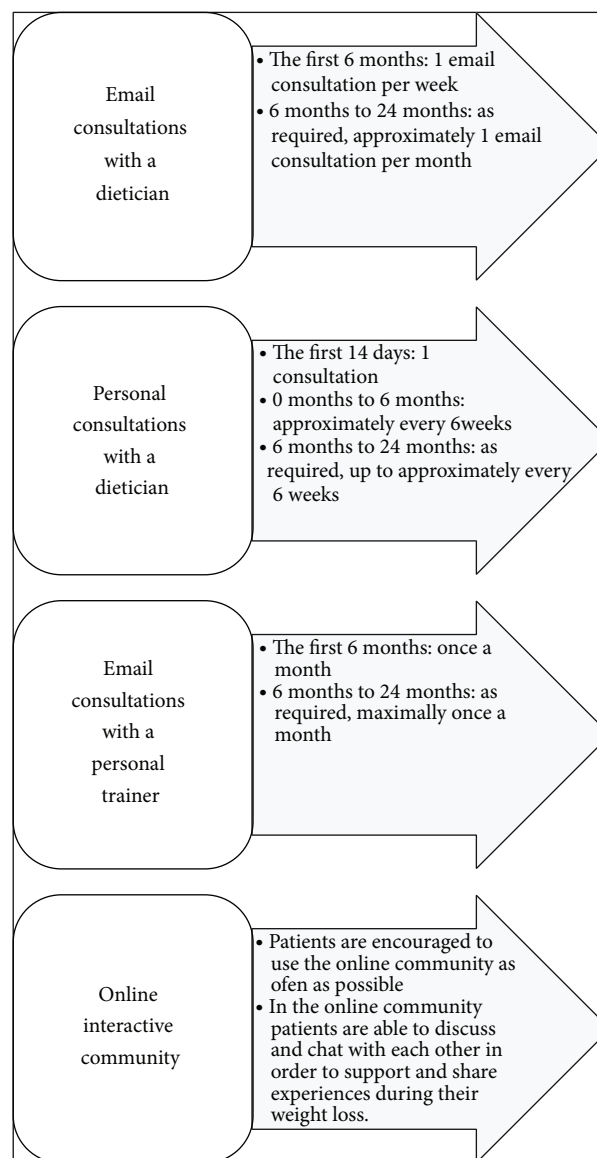 Email
consultations
with a
dietician
• The first 6 months: 1 email
consultation per week
• 6 months to 24 months: as
required, approximately 1 email
consultation per month
Personal
consultations
with a
dietician
• The first 14 days: 1
consultation
• 0 months to 6 months:
approximately every 6weeks
• 6 months to 24 months: as
required, up to approximately every
6 weeks
Email
consultations
with a
personal
trainer
• The first 6 months: once a
month
• 6 months to 24 months: as
required, maximally once a
month
Online
interactive
community
• Patients are encouraged to
use the online community as
ofen as possible
• In the online community
patients are able to discuss
and chat with each other in
order to support and share
experiences during their
weight loss.